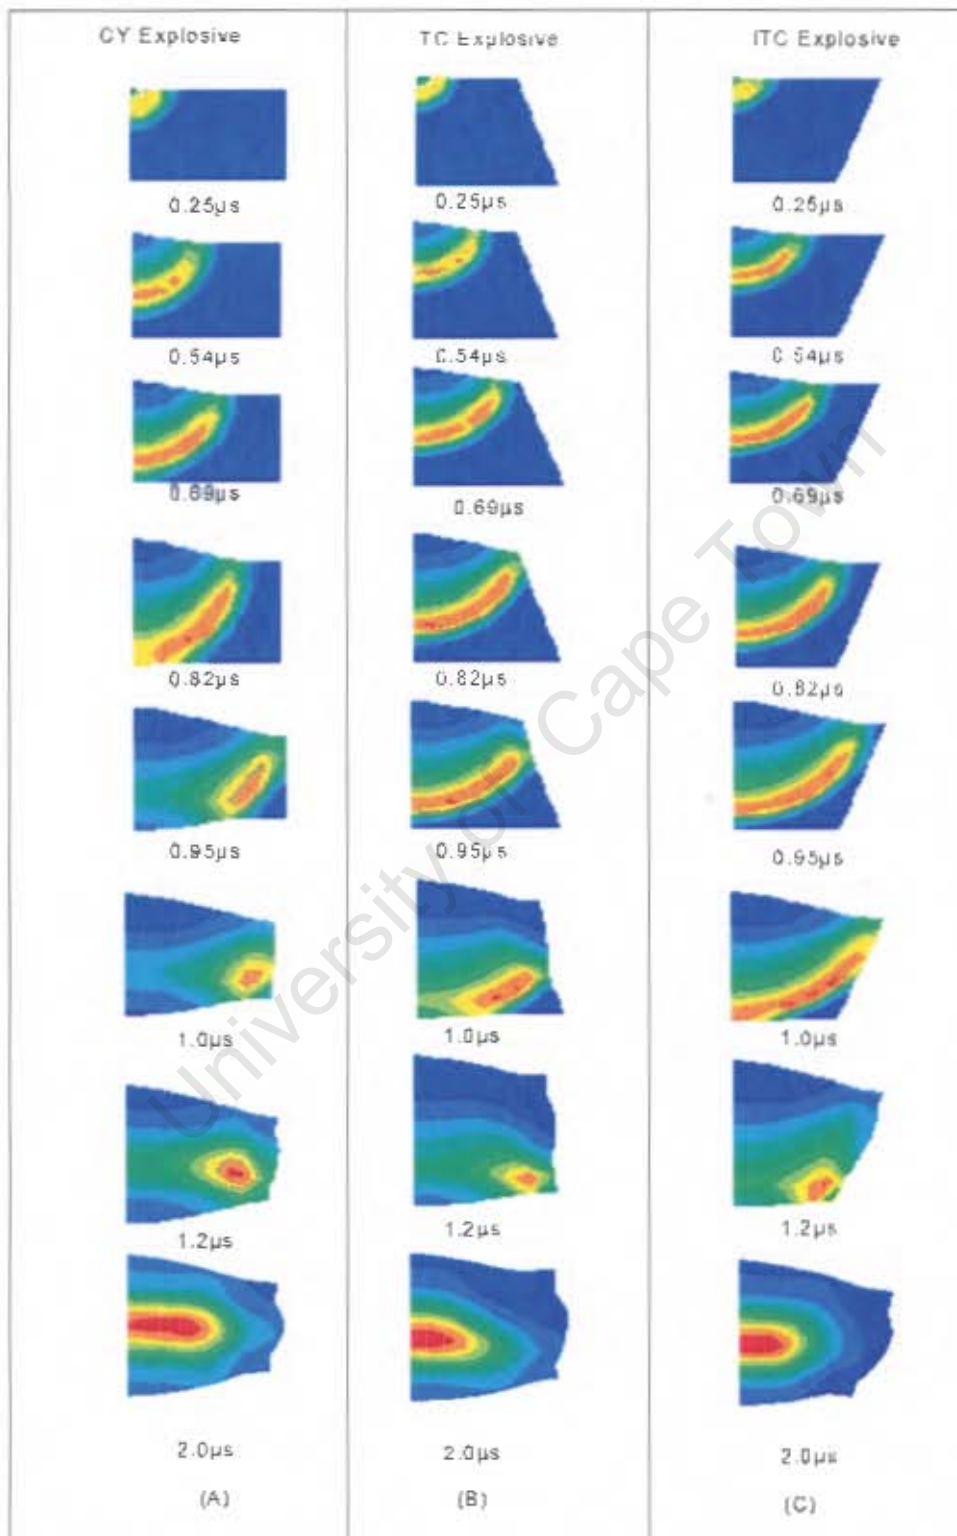 CY Explosive TC Explosive ITC Explosive
0.25µs 0.25µs 0.25µs
0.54µs 0.54µs 0.54µs
0.69µs 0.69µs 0.69µs
0.82µs 0.82µs 0.82µs
0.95µs 0.95µs 0.95µs
1.0µs 1.0µs 1.0µs
1.2µs 1.2µs 1.2µs
2.0µs 2.0µs 2.0µs
(A) (B) (C)
University of Cape Town